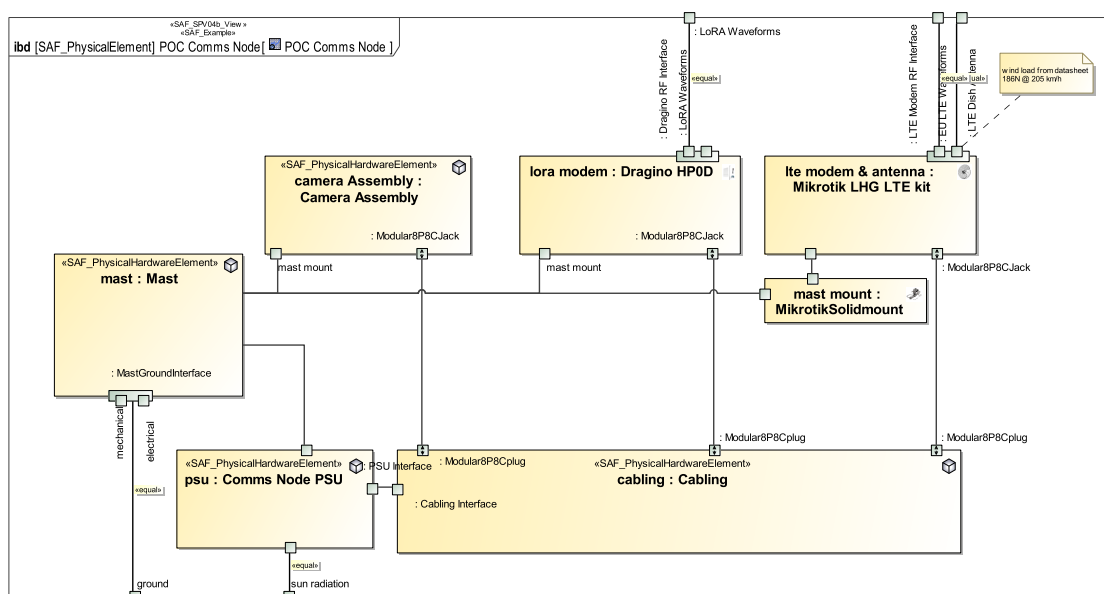 «SAF_SPV04b_View »
«SAF_Example»
ibd [SAF_PhysicalElement] POC Comms Node[ POC Comms Node ]
: LoRA Waveforms
: Dragino RF Interface
: LoRA Waveforms
«equal»
: LTE Modem RF Interface
: EU LTE
«equal»
: LTE Dish
wind load from datasheet
186N @ 205 km/h
«SAF_PhysicalHardwareElement»
camera Assembly :
Camera Assembly
: Modular8P8CJack
mast mount
lora modem : Dragino HP0D
: Modular8P8CJack
mast mount
lte modem & antenna :
Mikrotik LHG LTE kit
: Modular8P8CJack
mast mount :
MikrotikSolidmount
«SAF_PhysicalHardwareElement»
mast : Mast
: MastGroundInterface
mechanical
electrical
«equal»
ground
«SAF_PhysicalHardwareElement»
psu : Comms Node PSU
: PSU Interface
«equal»
sun radiation
: Modular8P8Cplug
: Modular8P8Cplug
: Modular8P8Cplug
«SAF_PhysicalHardwareElement»
cabling : Cabling
: Cabling Interface